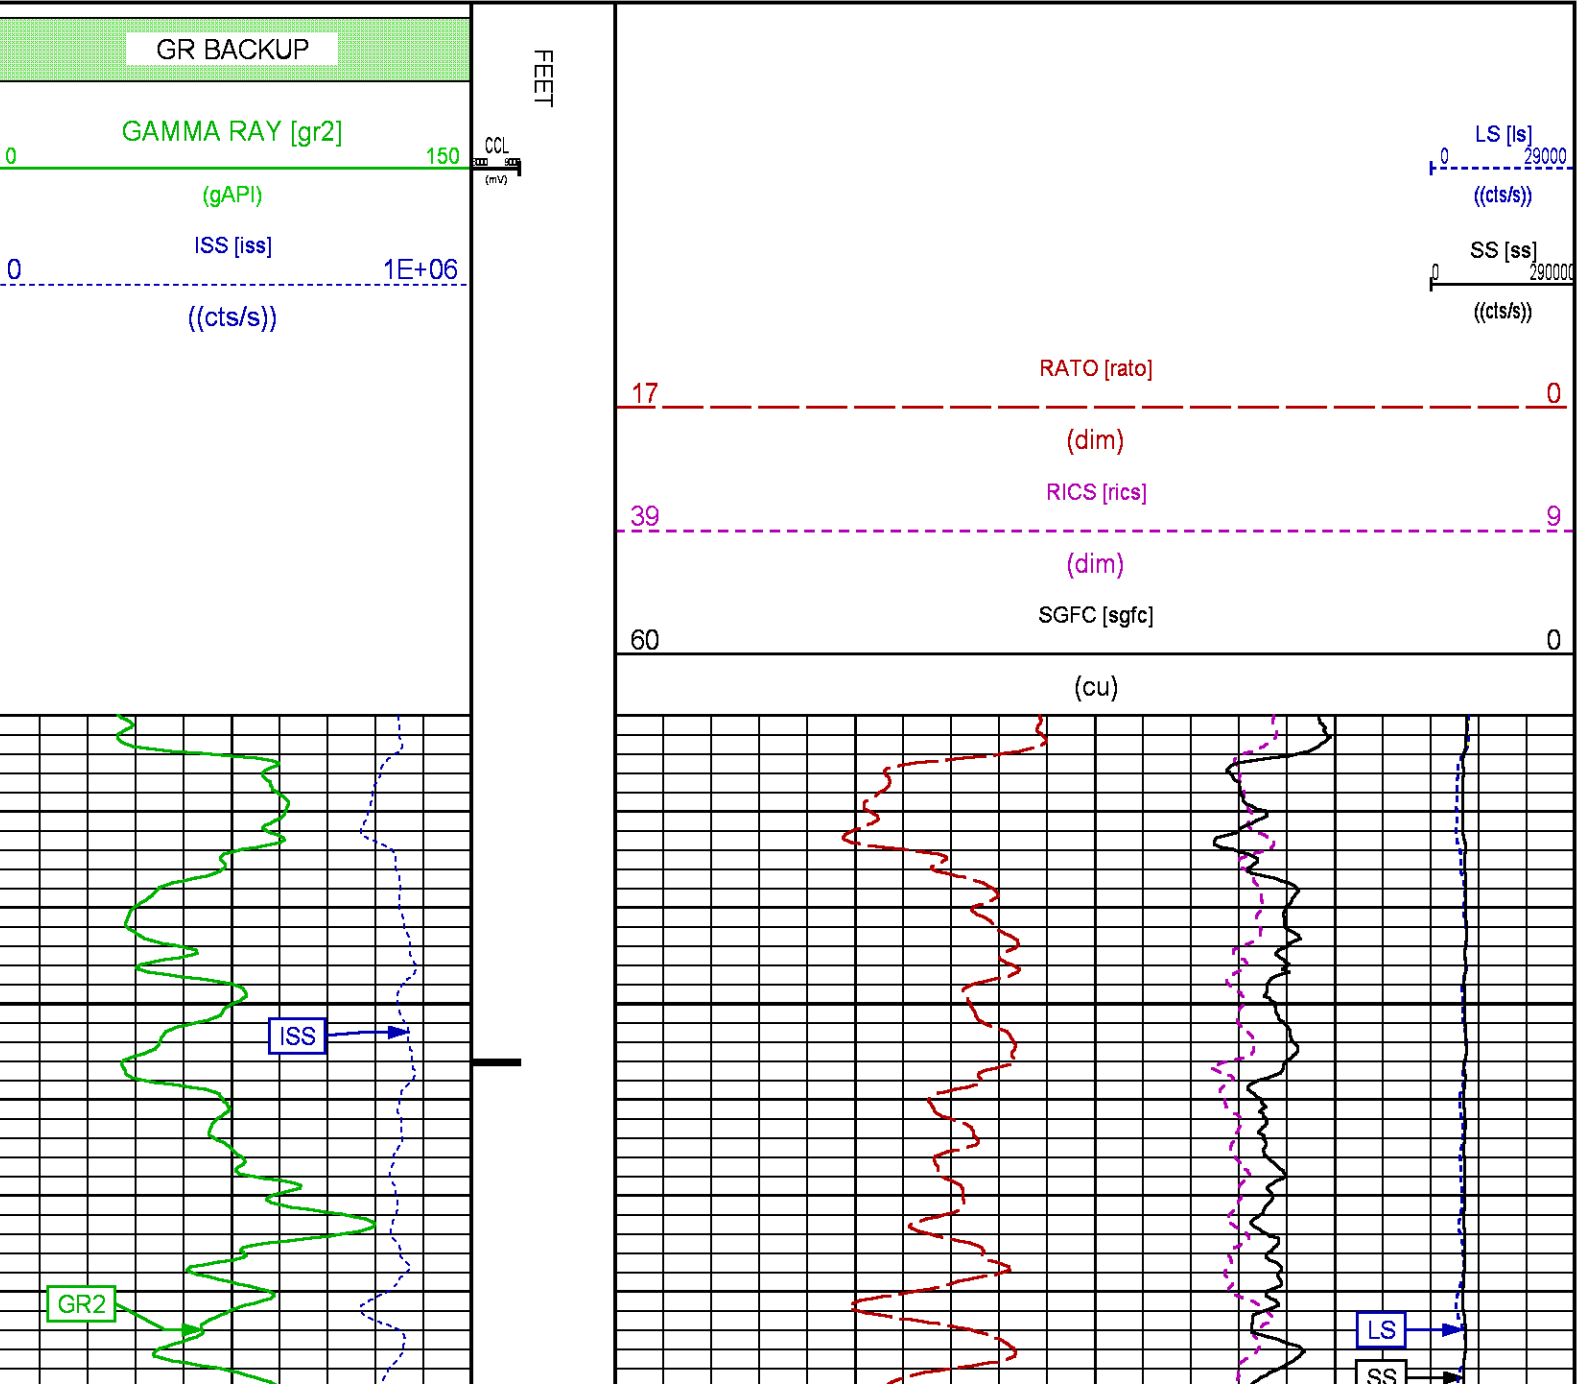 GR BACKUP
GAMMA RAY [gr2]
0 150
(gAPI)
ISS [iss]
0 1E+06
((cts/s))
FEET
CCL
(mV)
LS [ls]
0 29000
((cts/s))
SS [ss]
0 290000
((cts/s))
RATO [rato]
17 0
(dim)
RICS [rics]
39 9
(dim)
SGFC [sgfc]
60 0
(cu)
ISS
GR2
LS
SS